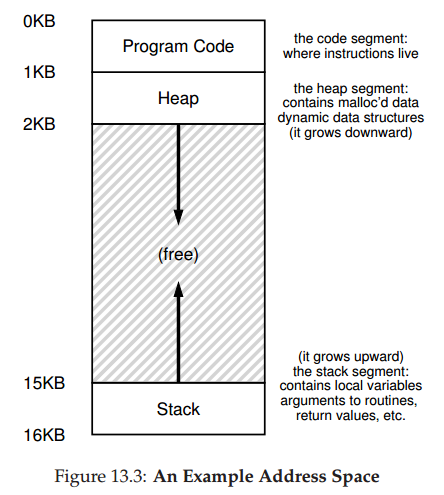 0KB
Program Code
the code segment:
where instructions live
1KB
Heap
the heap segment:
contains malloc'd data
dynamic data structures
(it grows downward)
2KB
(free)
(it grows upward)
the stack segment:
contains local variables
arguments to routines,
return values, etc.
15KB
Stack
16KB
Figure 13.3: An Example Address Space